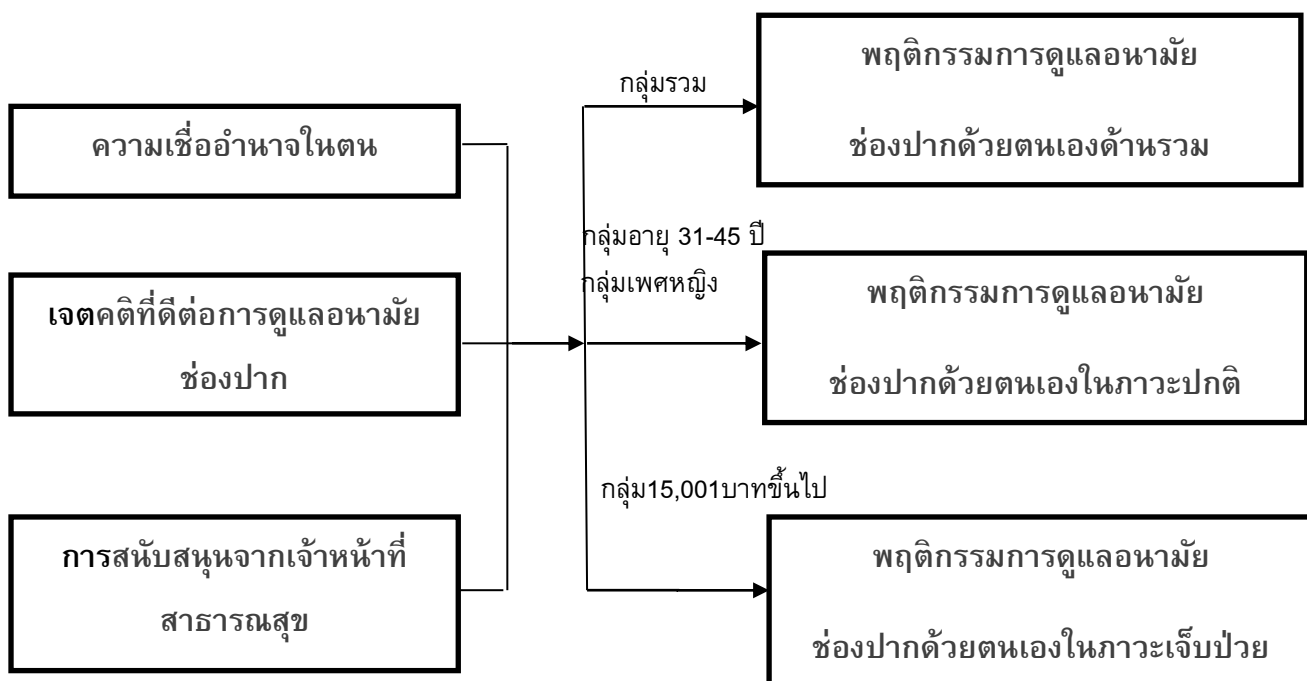 ความเชื่ออำนาจในตน
เจตคติที่ดีต่อการดูแลอนามัย
ช่องปาก
การสนับสนุนจากเจ้าหน้าที่
สาธารณสุข
กลุ่มรวม
กลุ่มอายุ 31-45 ปี
กลุ่มเพศหญิง
กลุ่ม15,001บาทขึ้นไป
พฤติกรรมการดูแลอนามัย
ช่องปากด้วยตนเองด้านรวม
พฤติกรรมการดูแลอนามัย
ช่องปากด้วยตนเองในภาวะปกติ
พฤติกรรมการดูแลอนามัย
ช่องปากด้วยตนเองในภาวะเจ็บป่วย